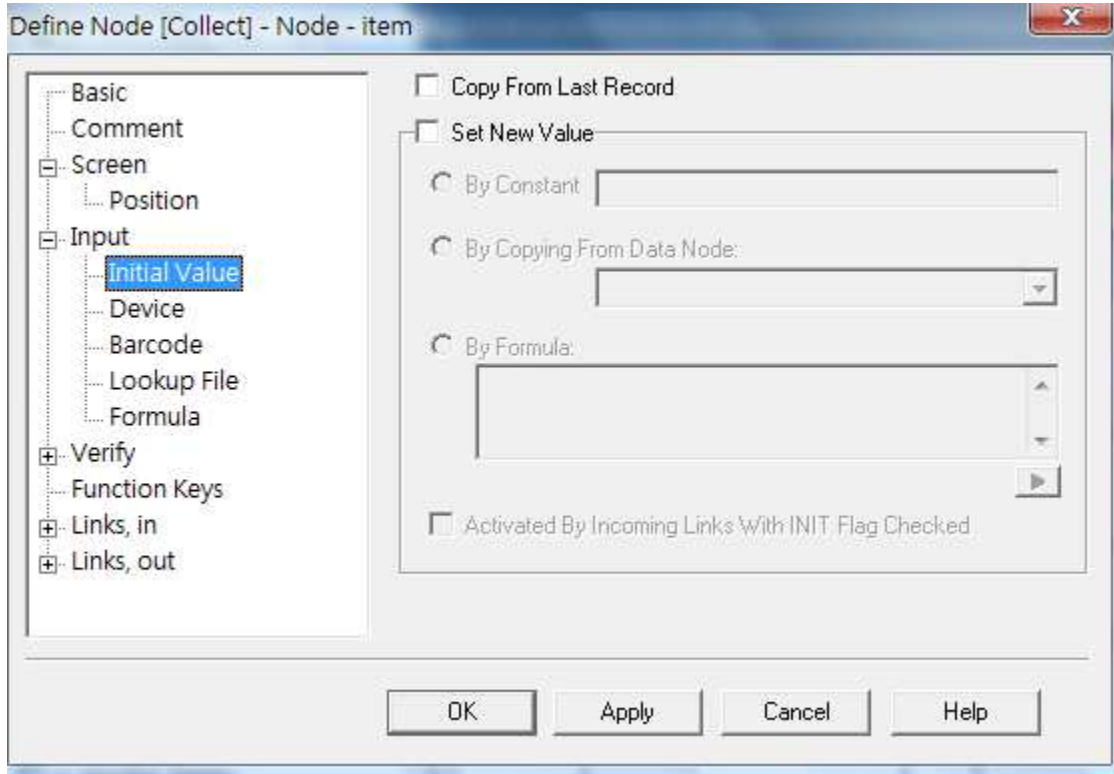 Define Node [Collect] - Node - item
Basic
Comment
Screen
Position
Input
Initial Value
Device
Barcode
Lookup File
Formula
Verify
Function Keys
Links, in
Links, out
Copy From Last Record
Set New Value
By Constant
By Copying From Data Node:
By Formula:
Activated By Incoming Links With INIT Flag Checked
OK
Apply
Cancel
Help